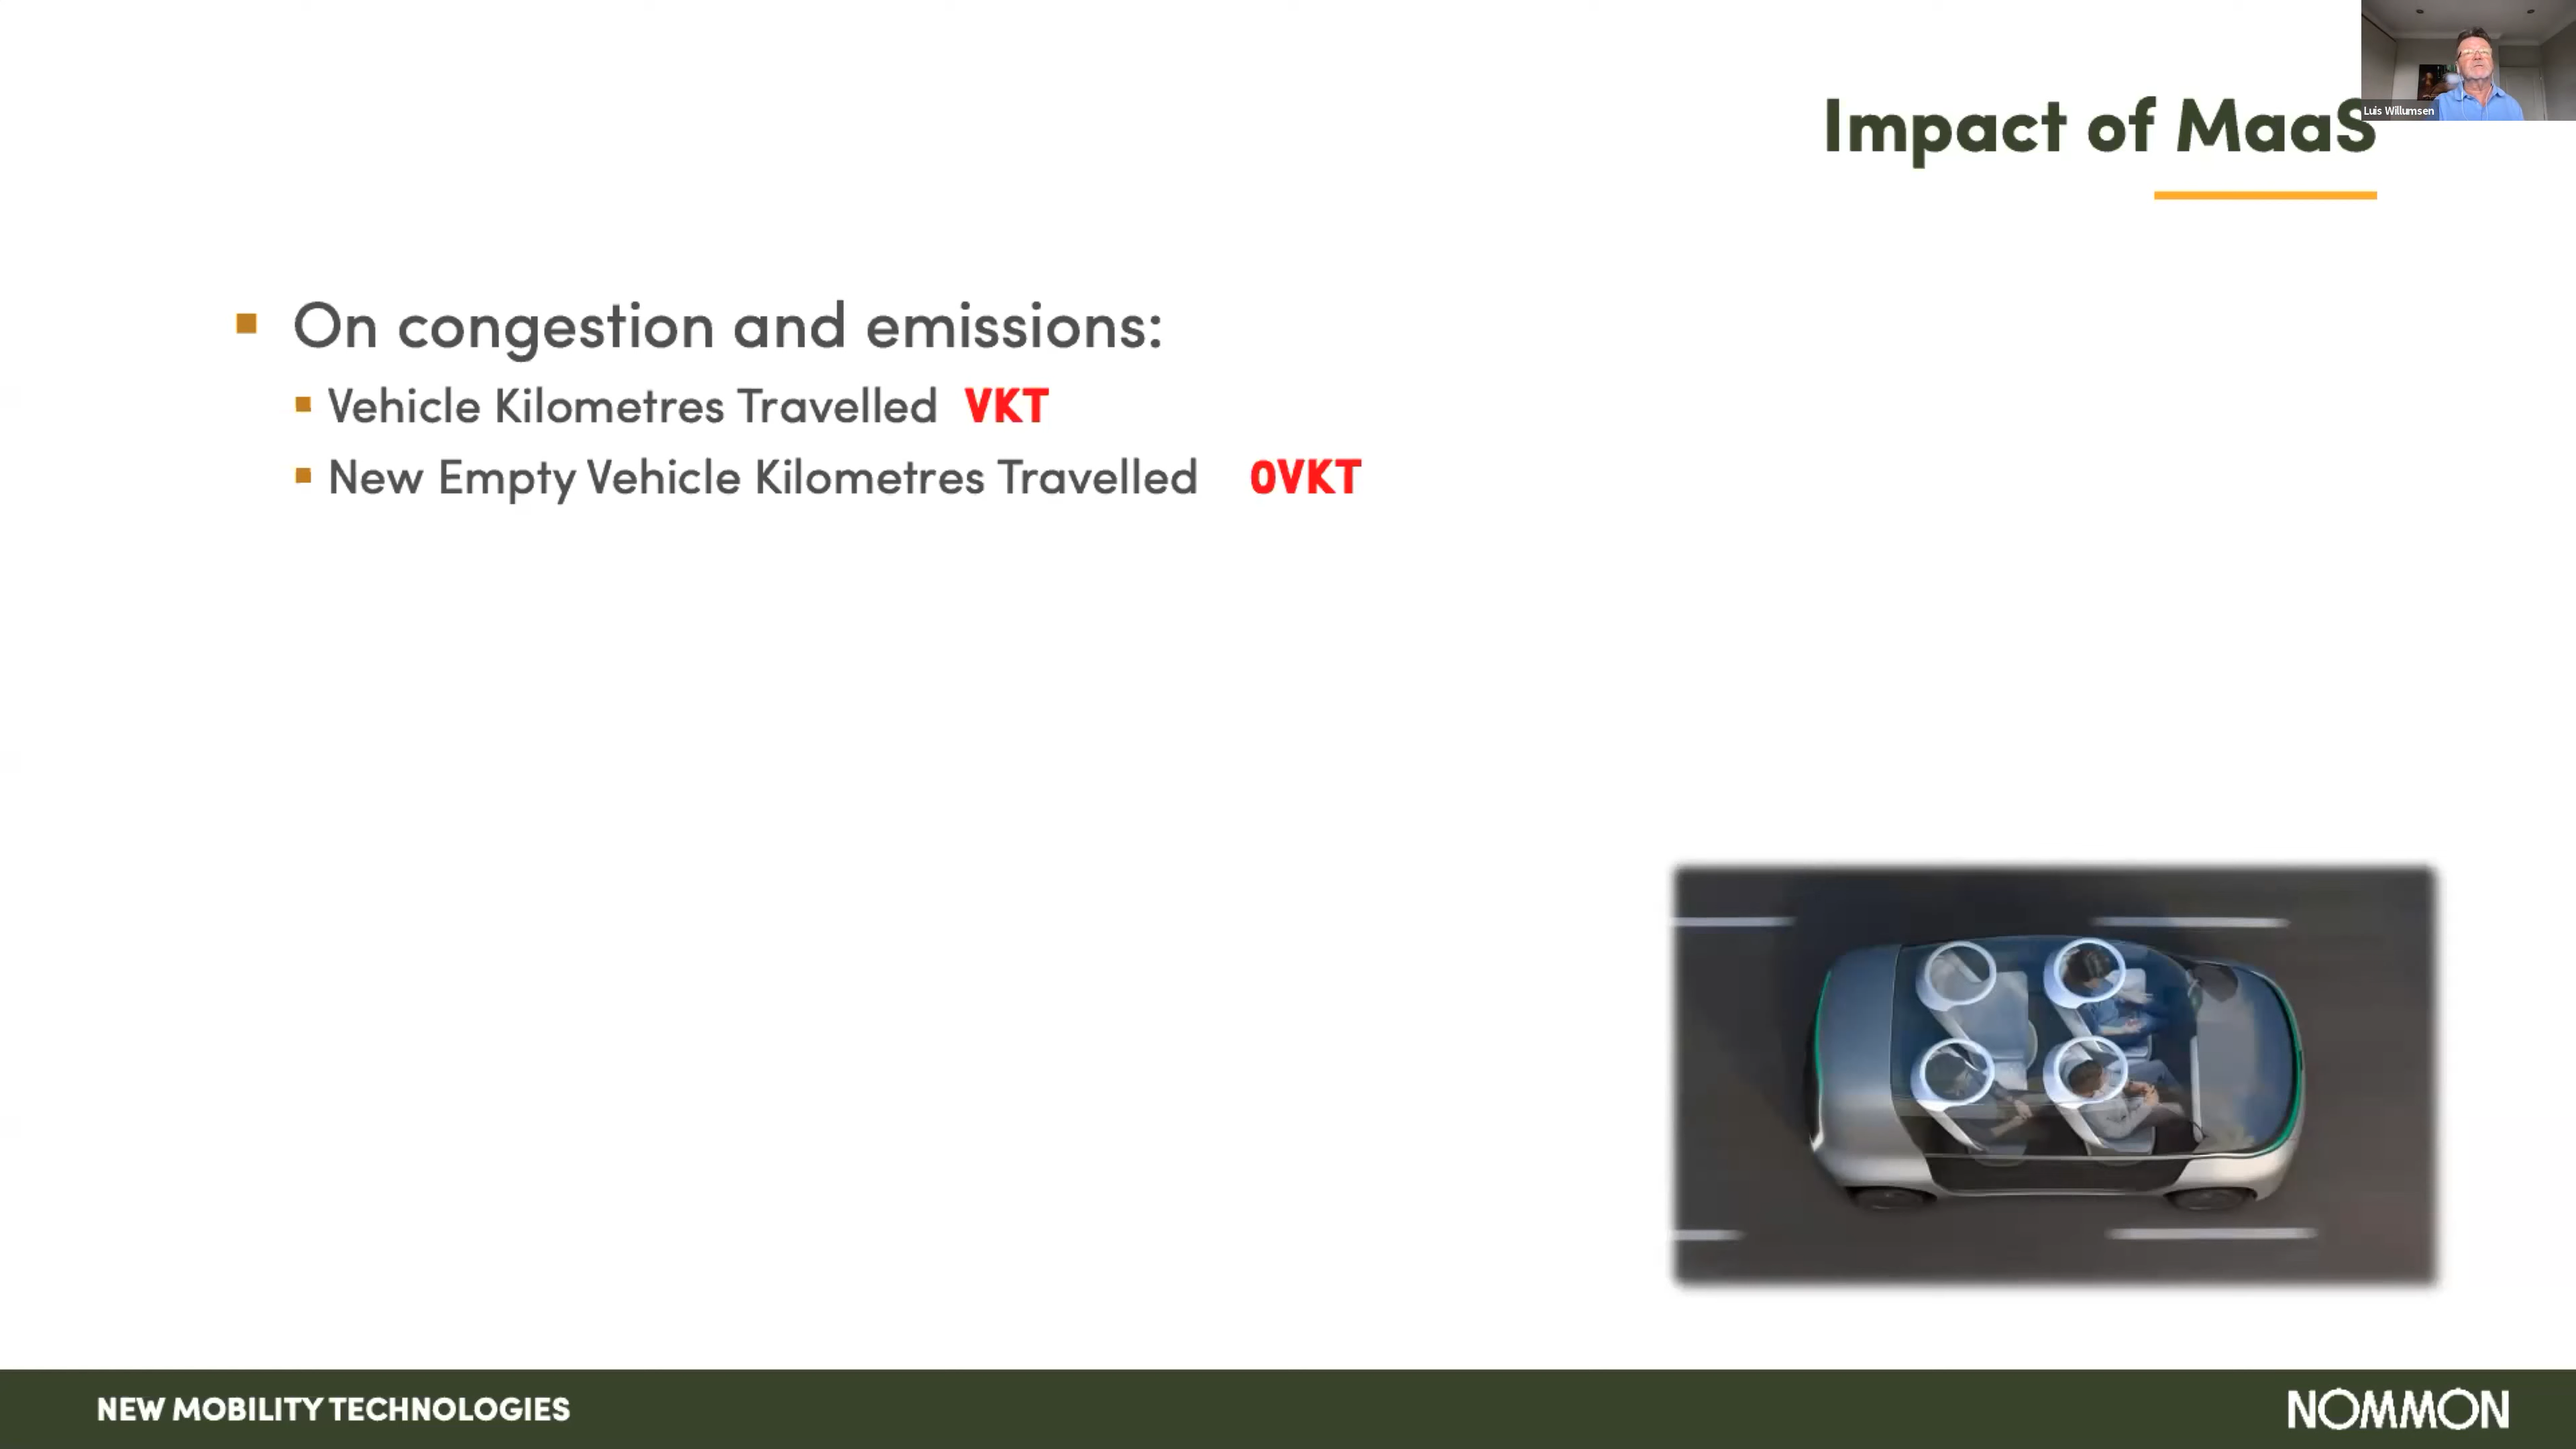 Luis Willumsen
Impact of MaaS
On congestion and emissions:
Vehicle Kilometres Travelled VKT
New Empty Vehicle Kilometres Travelled 0VKT
NEW MOBILITY TECHNOLOGIES
NOMMON